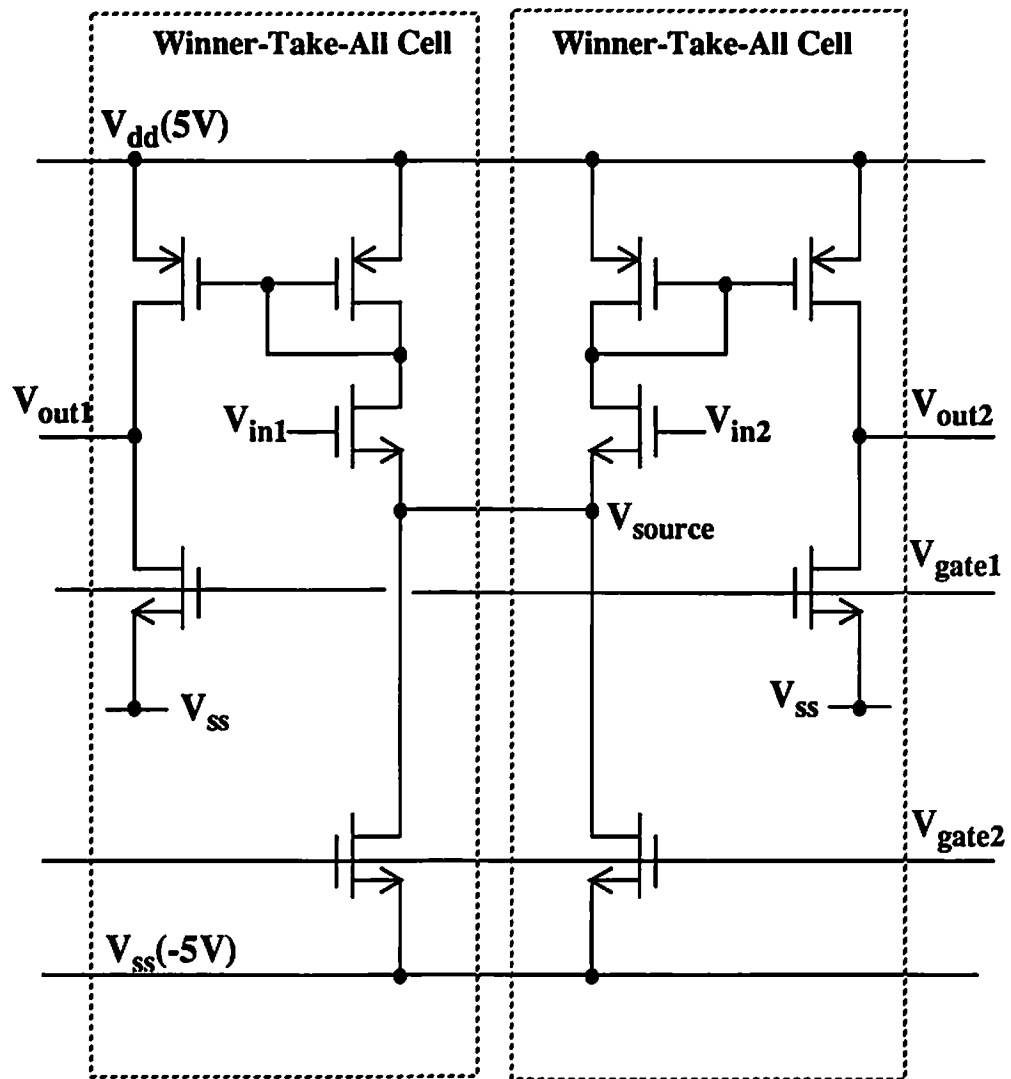 Winner-Take-All Cell
Winner-Take-All Cell
Vdd(5V)
Vout1
Vin1
Vin2
Vout2
Vsource
Vgate1
Vss
Vss
Vgate2
Vss(-5V)